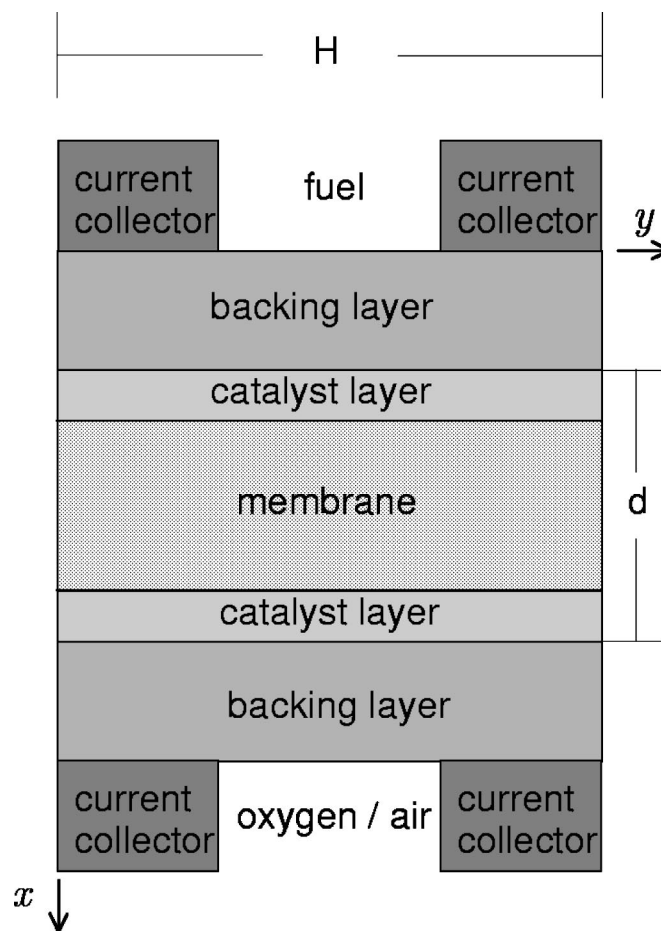 H
current
collector
fuel
current
collector
y
backing layer
catalyst layer
membrane
d
catalyst layer
backing layer
current
collector
oxygen / air
current
collector
x